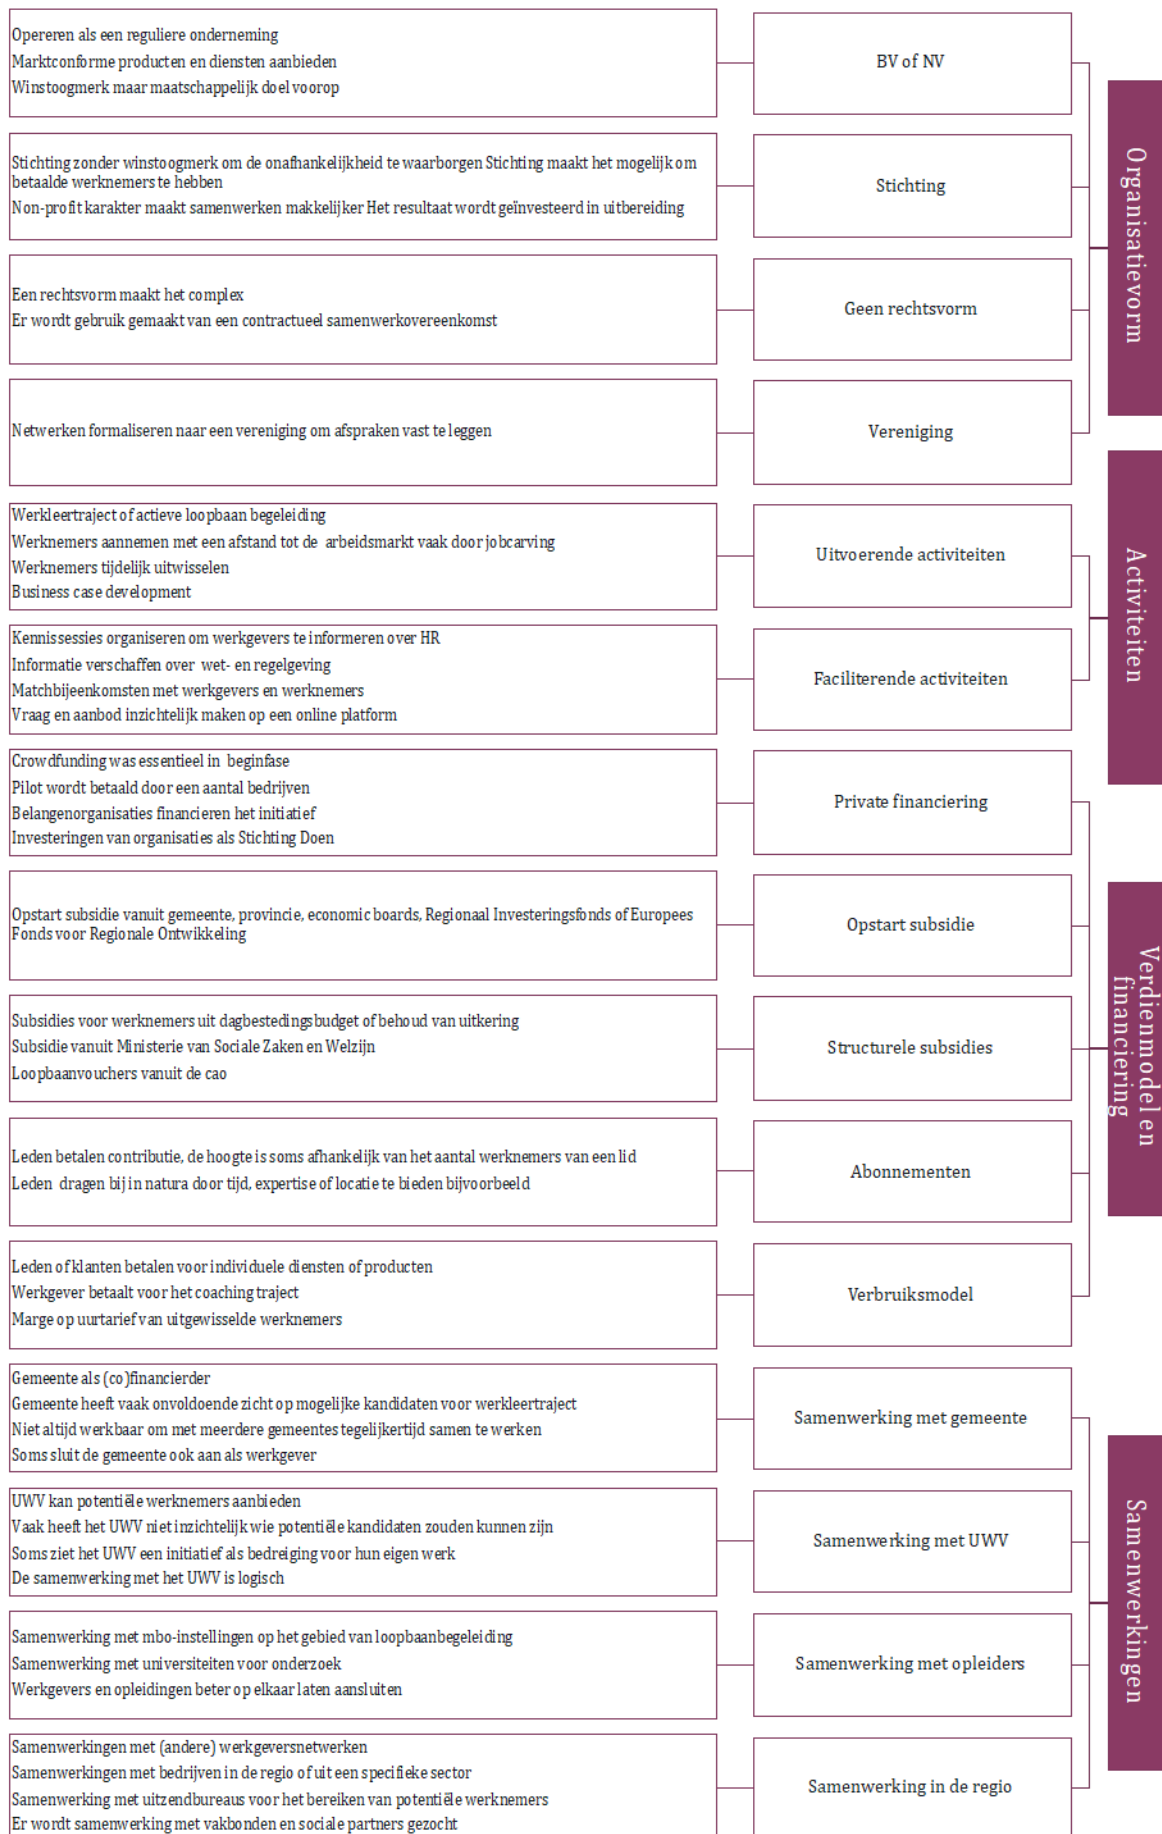 Opereren als een reguliere onderneming
Marktconforme producten en diensten aanbieden
Winstoogmerk maar maatschappelijk doel voorop
BV of NV
Stichting zonder winstoogmerk om de onafhankelijkheid te waarborgen Stichting maakt het mogelijk om
betaalde werknemers te hebben
Non-profit karakter maakt samenwerken makkelijker Het resultaat wordt geïnvesteerd in uitbereiding
Stichting
Een rechtsvorm maakt het complex
Er wordt gebruik gemaakt van een contractueel samenwerkovereenkomst
Geen rechtsvorm
Netwerken formaliseren naar een vereniging om afspraken vast te leggen
Vereniging
Organisatievorm
Werkleertraject of actieve loopbaan begeleiding
Werknemers aannemen met een afstand tot de arbeidsmarkt vaak door jobcarving
Werknemers tijdelijk uitwisselen
Business case development
Uitvoerende activiteiten
Kennissessies organiseren om werkgevers te informeren over HR
Informatie verschaffen over wet- en regelgeving
Matchbijeenkomsten met werkgevers en werknemers
Vraag en aanbod inzichtelijk maken op een online platform
Faciliterende activiteiten
Activiteiten
Crowdfunding was essentieel in beginfase
Pilot wordt betaald door een aantal bedrijven
Belangenorganisaties financieren het initiatief
Investeringen van organisaties als Stichting Doen
Private financiering
Opstart subsidie vanuit gemeente, provincie, economic boards, Regionaal Investeringsfonds of Europees
Fonds voor Regionale Ontwikkeling
Opstart subsidie
Subsidies voor werknemers uit dagbestedingsbudget of behoud van uitkering
Subsidie vanuit Ministerie van Sociale Zaken en Welzijn
Loopbaanvouchers vanuit de cao
Structurele subsidies
Leden betalen contributie, de hoogte is soms afhankelijk van het aantal werknemers van een lid
Leden dragen bij in natura door tijd, expertise of locatie te bieden bijvoorbeeld
Abonnementen
Leden of klanten betalen voor individuele diensten of producten
Werkgever betaalt voor het coaching traject
Marge op uurtarief van uitgewisselde werknemers
Verbruiksmodel
Verdienmodel en
financiering
Gemeente als (co)financierder
Gemeente heeft vaak onvoldoende zicht op mogelijke kandidaten voor werkleertraject
Niet altijd werkbaar om met meerdere gemeentes tegelijkertijd samen te werken
Soms sluit de gemeente ook aan als werkgever
Samenwerking met gemeente
UWV kan potentiële werknemers aanbieden
Vaak heeft het UWV niet inzichtelijk wie potentiële kandidaten zouden kunnen zijn
Soms ziet het UWV een initiatief als bedreiging voor hun eigen werk
De samenwerking met het UWV is logisch
Samenwerking met UWV
Samenwerking met mbo-instellingen op het gebied van loopbaanbegeleiding
Samenwerking met universiteiten voor onderzoek
Werkgevers en opleidingen beter op elkaar laten aansluiten
Samenwerking met opleiders
Samenwerkingen met (andere) werkgeversnetwerken
Samenwerkingen met bedrijven in de regio of uit een specifieke sector
Samenwerking met uitzendbureaus voor het bereiken van potentiële werknemers
Er wordt samenwerking met vakbonden en sociale partners gezocht
Samenwerking in de regio
Samenwerkingen